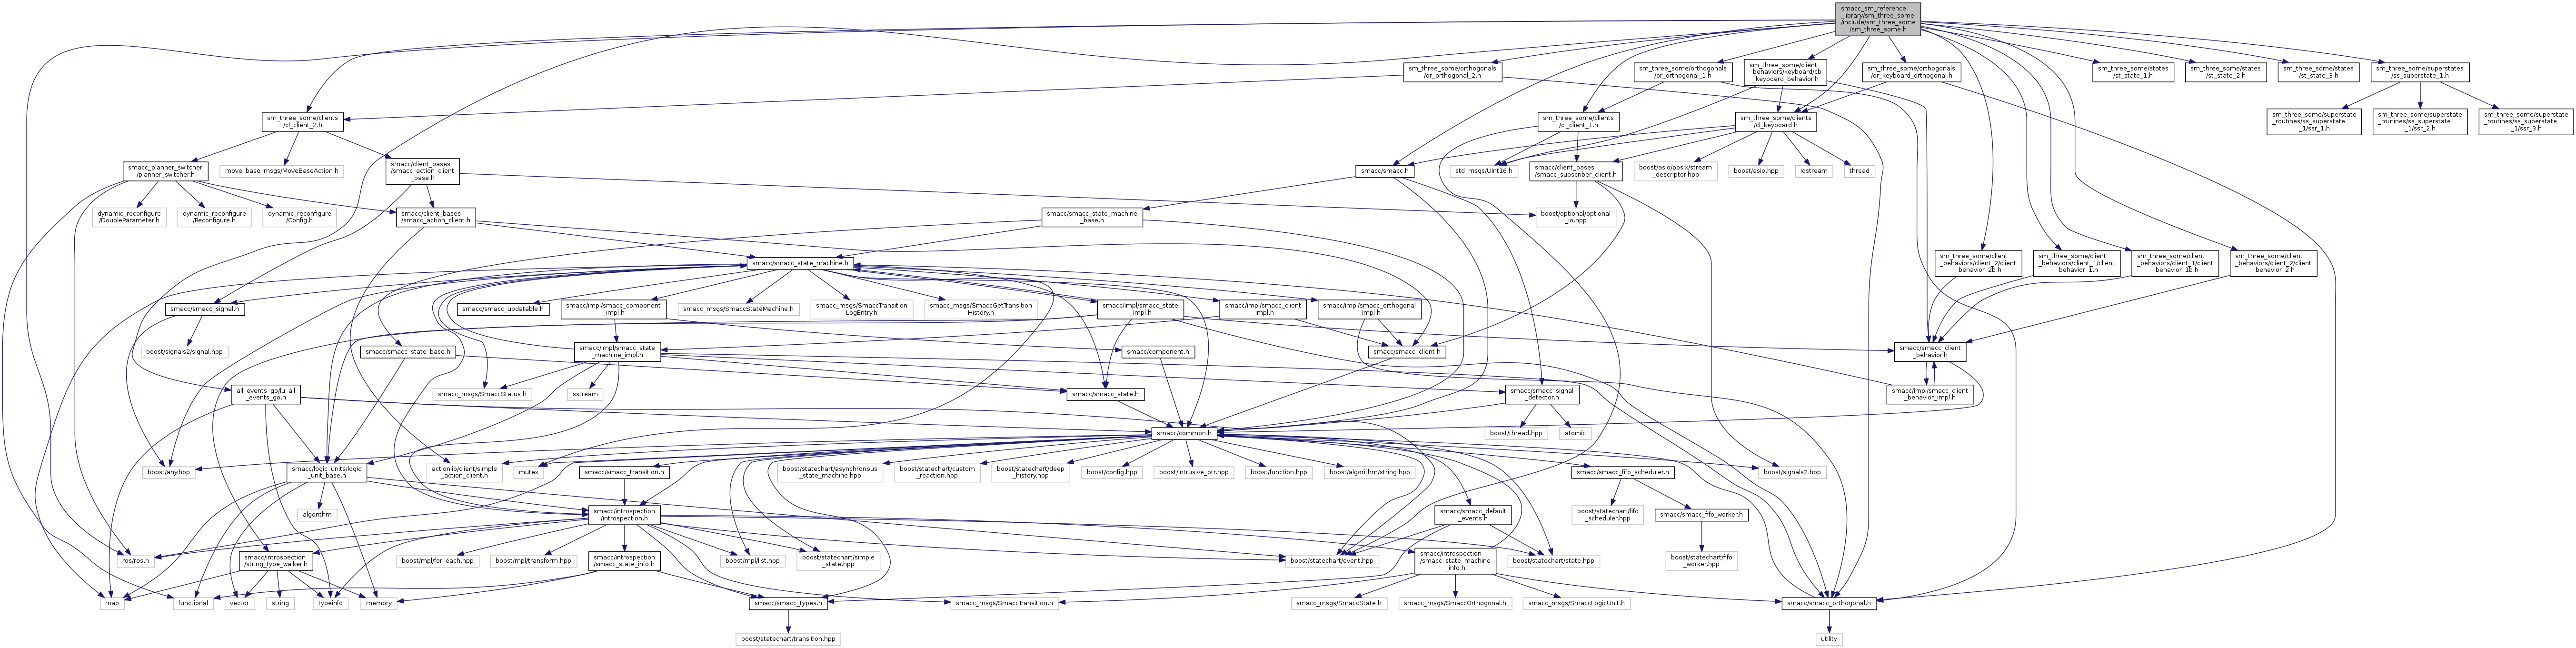 smacc_sm_reference
_library/sm_three_some
/include/sm_three_some
/sm_three_some.h
sm_three_some/orthogonals
/or_orthogonal_2.h
sm_three_some/orthogonals
/or_orthogonal_1.h
sm_three_some/client
_behaviors/keyboard/cb
_keyboard_behavior.h
sm_three_some/orthogonals
/or_keyboard_orthogonal.h
sm_three_some/states
/st_state_1.h
sm_three_some/states
/st_state_2.h
sm_three_some/states
/st_state_3.h
sm_three_some/superstates
/ss_superstate_1.h
sm_three_some/clients
/cl_client_2.h
sm_three_some/clients
/cl_client_1.h
sm_three_some/clients
/cl_keyboard.h
sm_three_some/superstate
_routines/ss_superstate
_1/ssr_1.h
sm_three_some/superstate
_routines/ss_superstate
_1/ssr_2.h
sm_three_some/superstate
_routines/ss_superstate
_1/ssr_3.h
smacc_planner_switcher
/planner_switcher.h
move_base_msgs/MoveBaseAction.h
smacc/client_bases
/smacc_action_client
_base.h
smacc/smacc.h
std_msgs/UInt16.h
smacc/client_bases
/smacc_subscriber_client.h
boost/asio/posix/stream
_descriptor.hpp
boost/asio.hpp
iostream
thread
dynamic_reconfigure
/DoubleParameter.h
dynamic_reconfigure
/Reconfigure.h
dynamic_reconfigure
/Config.h
smacc/client_bases
/smacc_action_client.h
smacc/smacc_state_machine
_base.h
boost/optional/optional
_io.hpp
smacc/smacc_state_machine.h
sm_three_some/client
_behaviors/client_2/client
_behavior_2b.h
sm_three_some/client
_behaviors/client_1/client
_behavior_1.h
sm_three_some/client
_behaviors/client_1/client
_behavior_1b.h
sm_three_some/client
_behaviors/client_2/client
_behavior_2.h
smacc/smacc_signal.h
smacc/smacc_updatable.h
smacc/impl/smacc_component
_impl.h
smacc_msgs/SmaccStateMachine.h
smacc_msgs/SmaccTransition
LogEntry.h
smacc_msgs/SmaccGetTransition
History.h
smacc/impl/smacc_state
_impl.h
smacc/impl/smacc_client
_impl.h
smacc/impl/smacc_orthogonal
_impl.h
boost/signals2/signal.hpp
smacc/smacc_state_base.h
smacc/impl/smacc_state
_machine_impl.h
smacc/component.h
smacc/smacc_client.h
smacc/smacc_client
_behavior.h
all_events_go/lu_all
_events_go.h
smacc_msgs/SmaccStatus.h
sstream
smacc/smacc_state.h
smacc/smacc_signal
_detector.h
smacc/impl/smacc_client
_behavior_impl.h
smacc/common.h
boost/thread.hpp
atomic
boost/any.hpp
smacc/logic_units/logic
_unit_base.h
actionlib/client/simple
_action_client.h
mutex
smacc/smacc_transition.h
boost/statechart/asynchronous
_state_machine.hpp
boost/statechart/custom
_reaction.hpp
boost/statechart/deep
_history.hpp
boost/config.hpp
boost/intrusive_ptr.hpp
boost/function.hpp
boost/algorithm/string.hpp
smacc/smacc_fifo_scheduler.h
boost/signals2.hpp
algorithm
smacc/introspection
/introspection.h
smacc/smacc_default
_events.h
boost/statechart/fifo
_scheduler.hpp
smacc/smacc_fifo_worker.h
ros/ros.h
smacc/introspection
/string_type_walker.h
boost/mpl/for_each.hpp
boost/mpl/transform.hpp
smacc/introspection
/smacc_state_info.h
boost/mpl/list.hpp
boost/statechart/simple
_state.hpp
boost/statechart/event.hpp
smacc/introspection
/smacc_state_machine
_info.h
boost/statechart/state.hpp
boost/statechart/fifo
_worker.hpp
map
functional
vector
string
typeinfo
memory
smacc/smacc_types.h
smacc_msgs/SmaccTransition.h
smacc_msgs/SmaccState.h
smacc_msgs/SmaccOrthogonal.h
smacc_msgs/SmaccLogicUnit.h
smacc/smacc_orthogonal.h
boost/statechart/transition.hpp
utility